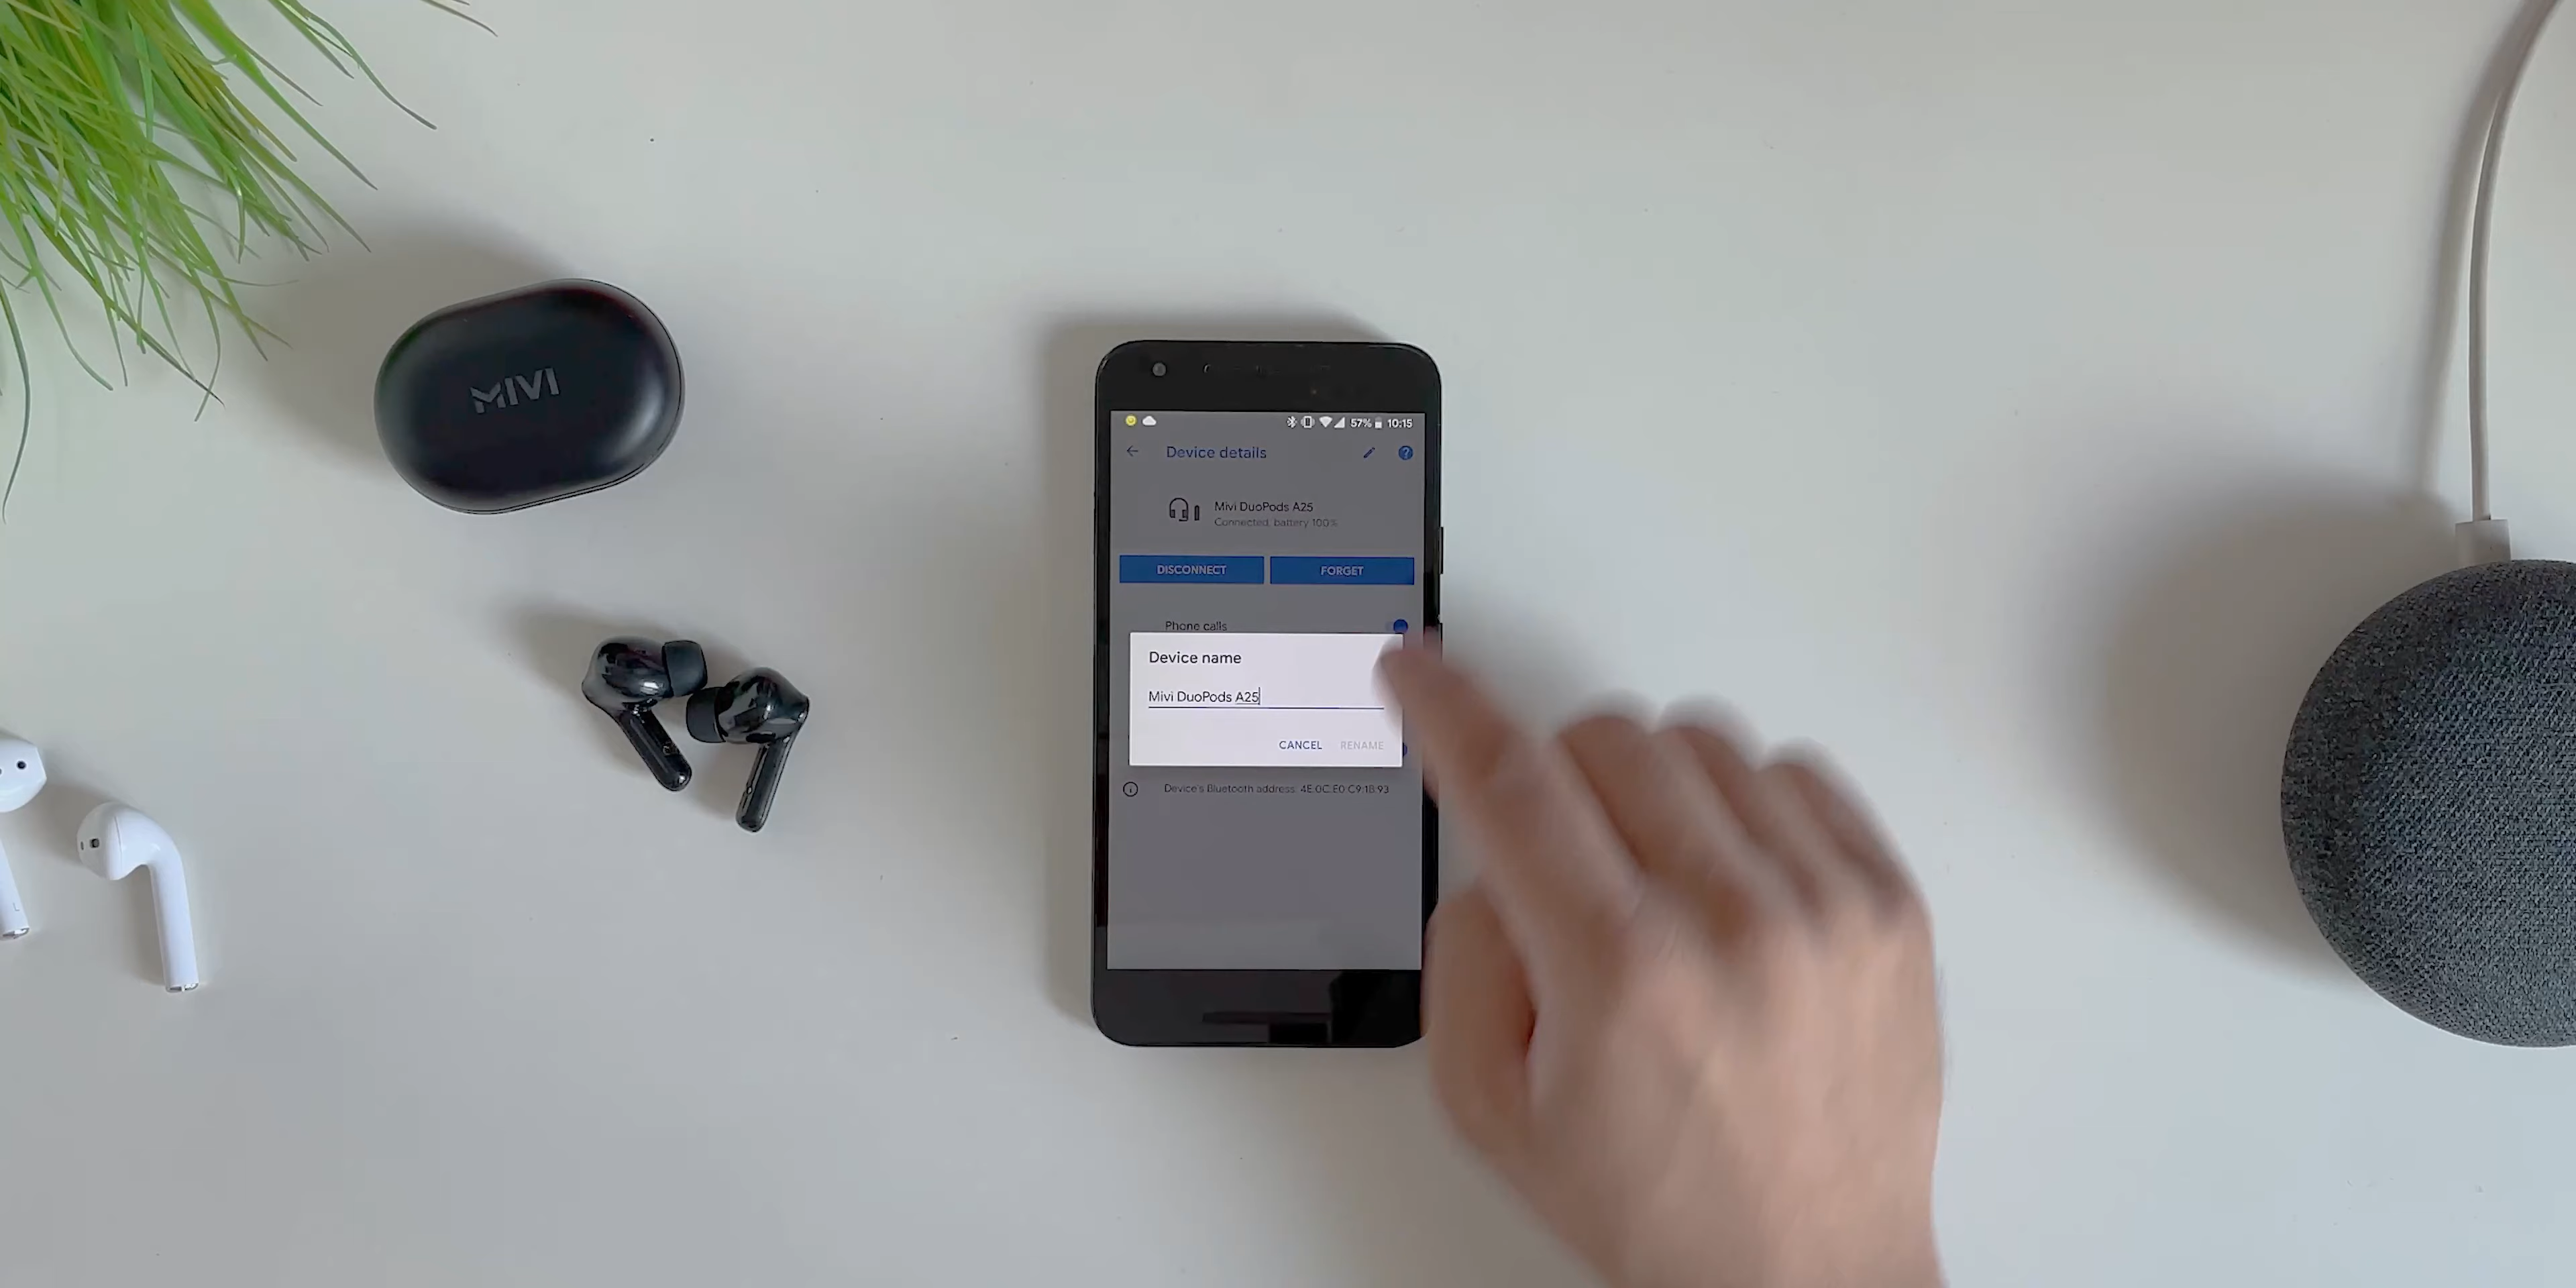 MIVI
57% 10:15
Device details
Mivi DuoPods A25
Connected, battery 100%
DISCONNECT FORGET
Phone calls
Device name
Mivi DuoPods A25
CANCEL RENAME
Device's Bluetooth address: 4E:0C:E0:C9:18:93
L